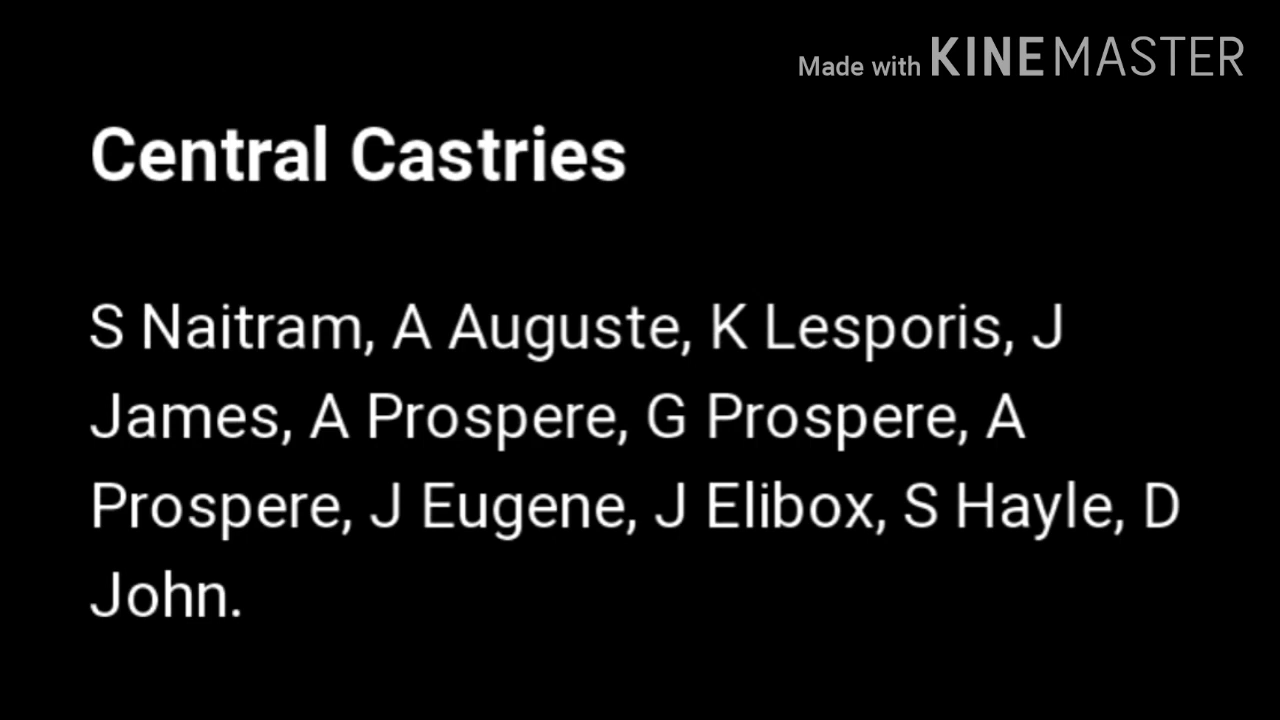 Made with KINEMASTER
Central Castries
S Naitram, A Auguste, K Lesporis, J
James, A Prospere, G Prospere, A
Prospere, J Eugene, J Elibox, S Hayle, D
John.